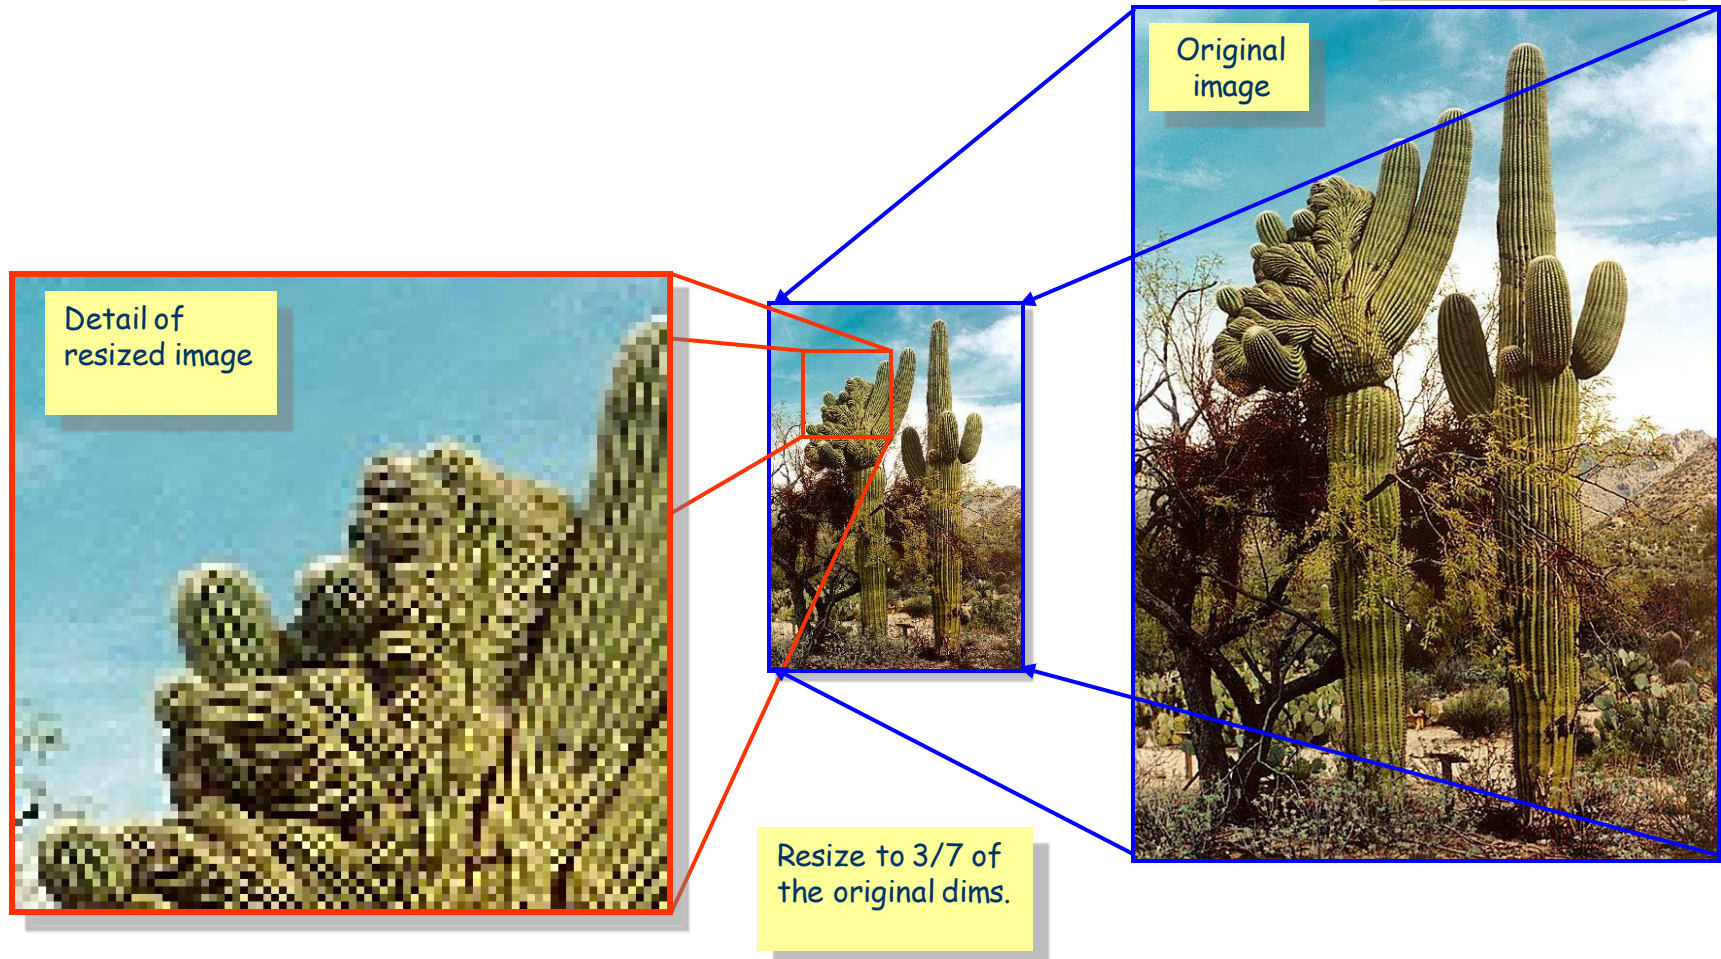 Original
image
Detail of
resized image
Resize to 3/7 of
the original dims.